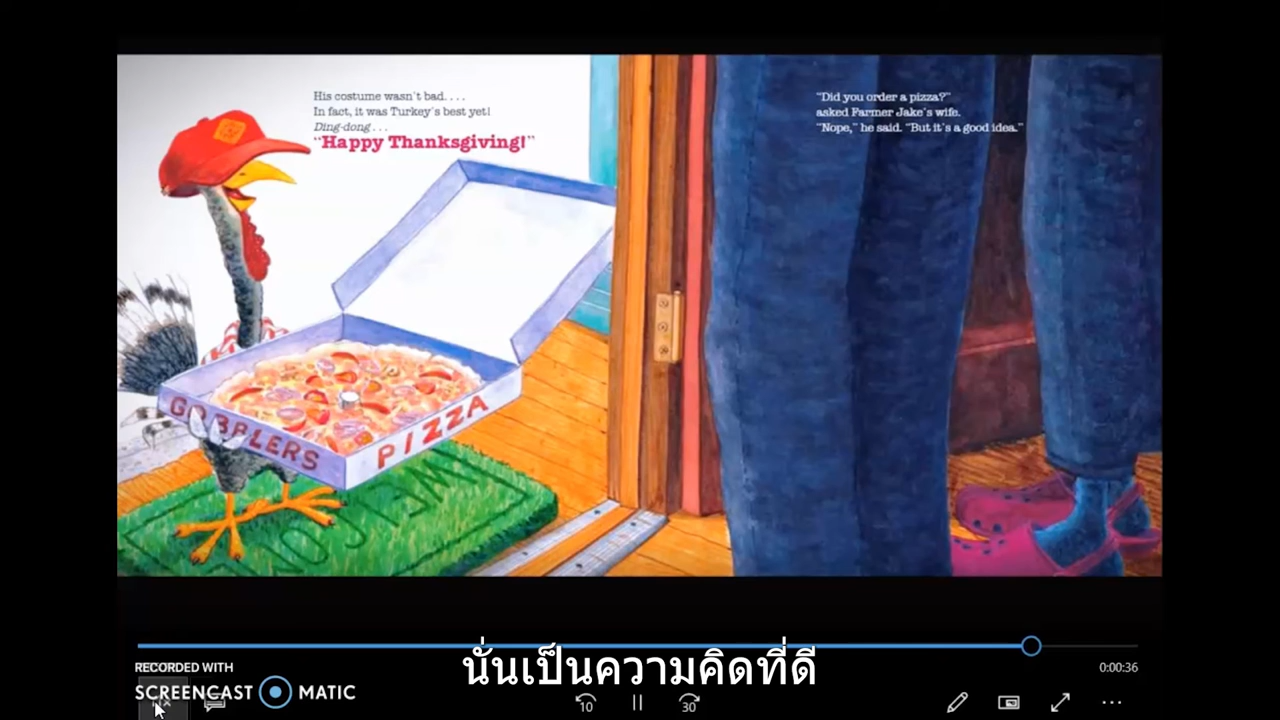 His costume wasn't bad. . . .
In fact, it was Turkey's best yet!
Ding-dong . . .
"Happy Thanksgiving!"
"Did you order a pizza?"
asked Farmer Jake's wife.
"Nope," he said. "But it's a good idea."
GOBBLERS PIZZA
WELCOME
นั่นเป็นความคิดที่ดี
RECORDED WITH
SCREENCAST MATIC
0:00:36
10
30